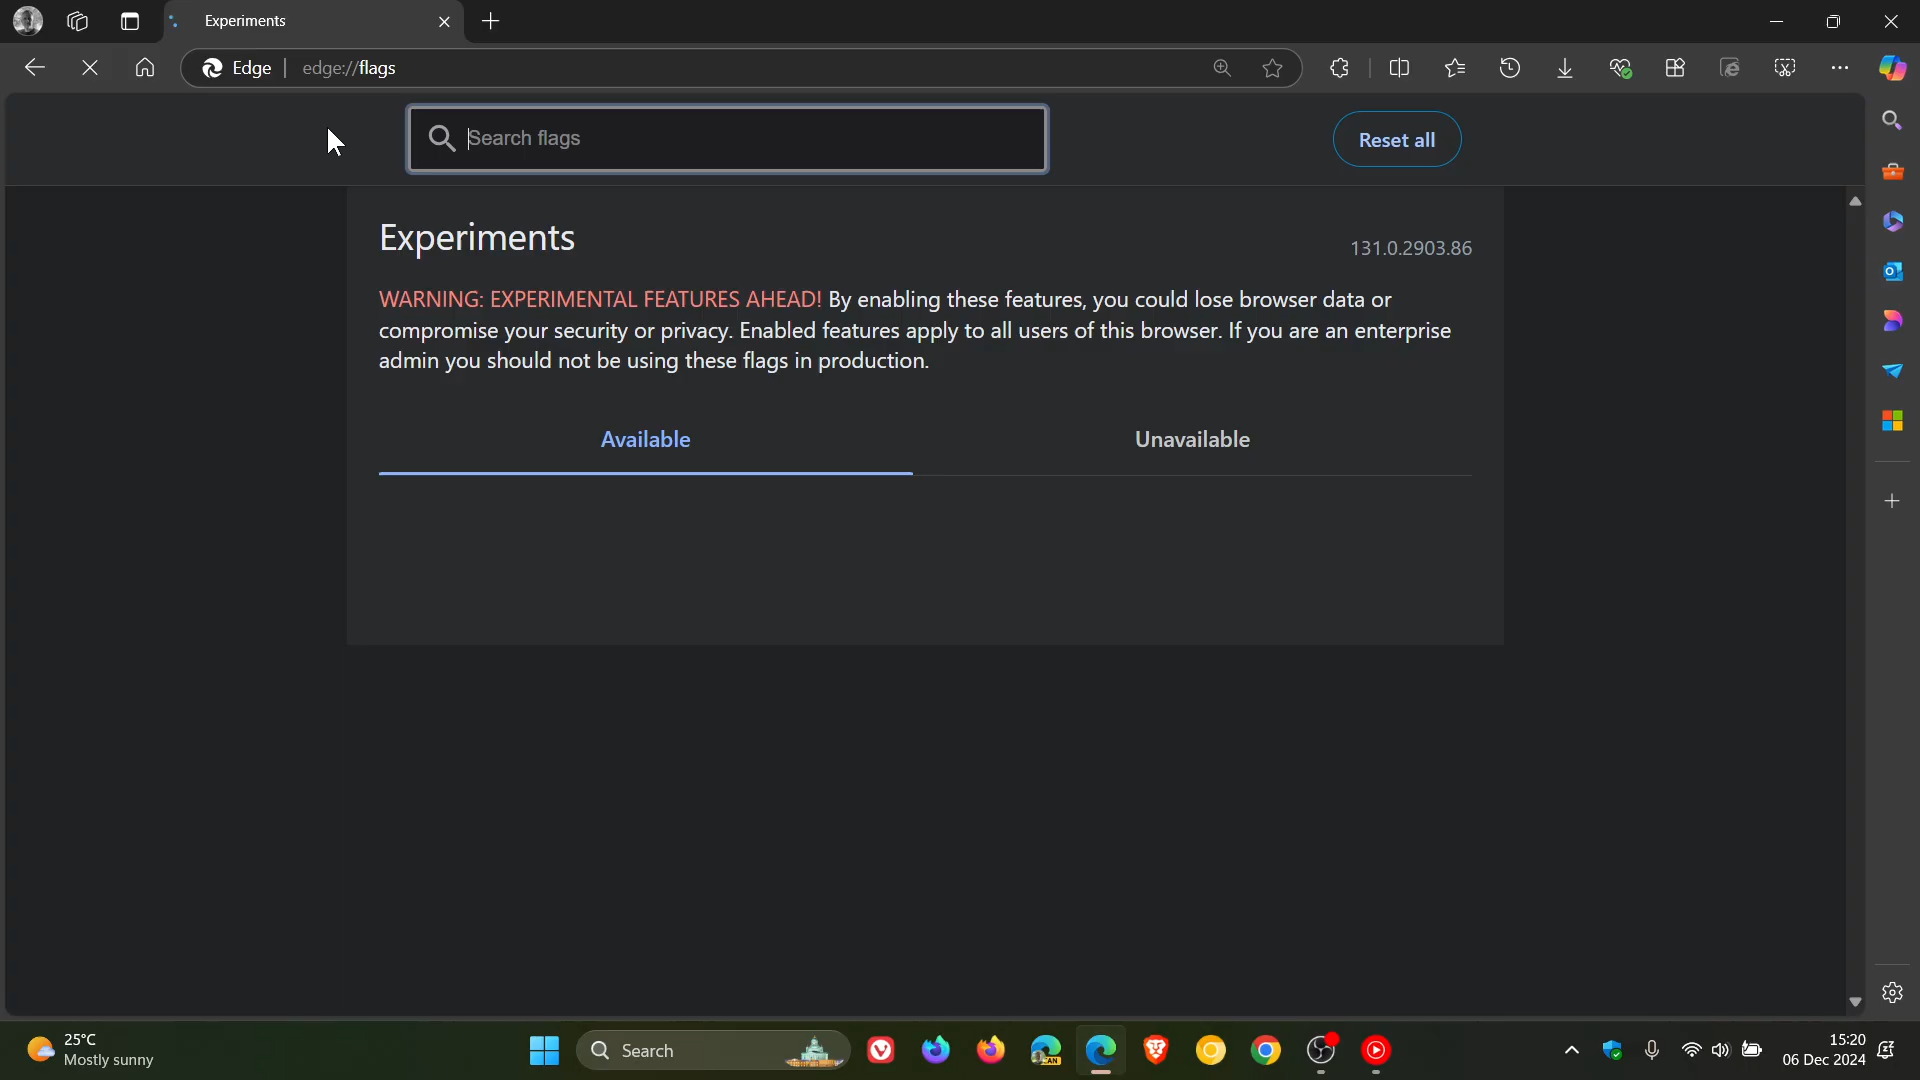 Experiments
Edge
edge://flags
Search flags
Reset all
Experiments
131.0.2903.86
WARNING: EXPERIMENTAL FEATURES AHEAD! By enabling these features, you could lose browser data or
compromise your security or privacy. Enabled features apply to all users of this browser. If you are an enterprise
admin you should not be using these flags in production.
Available
Unavailable
25°C
Mostly sunny
Search
CAN
15:20
06 Dec 2024